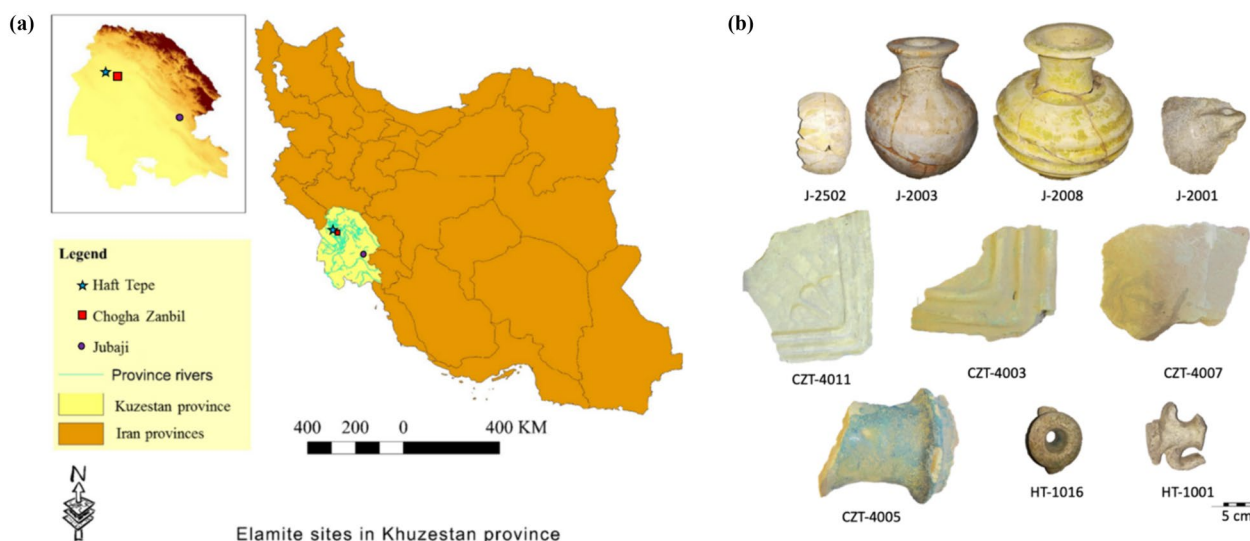 (a)
Legend
Haft Tepe
Chogha Zanbil
Jubaji
Province rivers
Kuzestan province
Iran provinces
400 200 0 400 KM
N
Elamite sites in Khuzestan province
(b)
J-2502 J-2003 J-2008 J-2001
CZT-4011 CZT-4003 CZT-4007
CZT-4005 HT-1016 HT-1001
5 cm